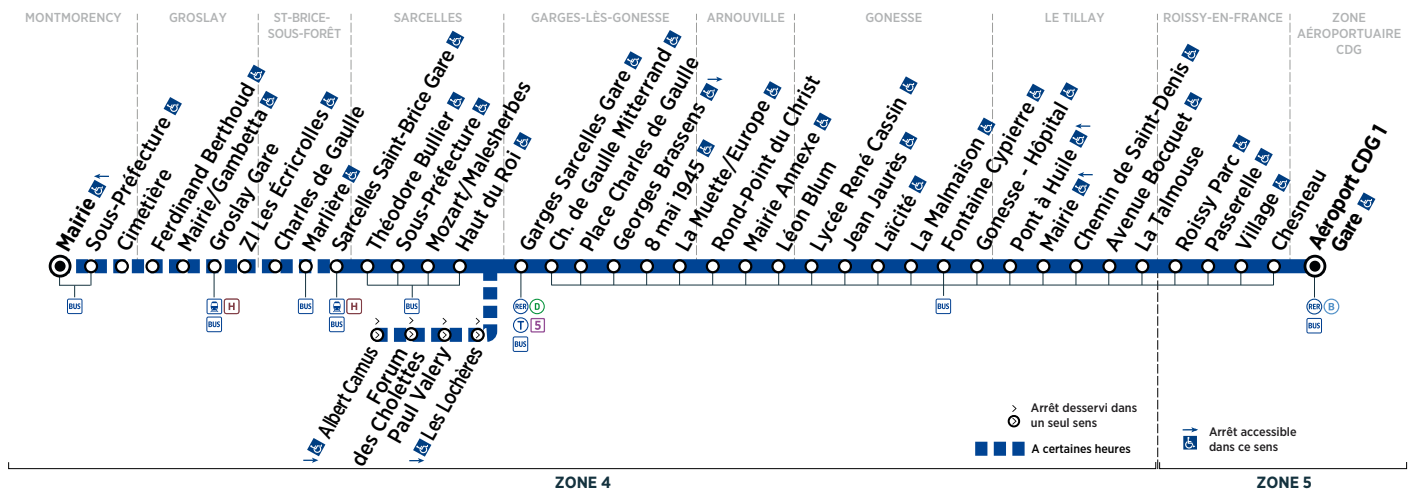 MONTMORENCY
GROSLAY
ST-BRICE-
SOUS-FORÊT
SARCELLES
GARGES-LÈS-GONESSE
ARNOUVILLE
GONESSE
LE TILLAY
ROISSY-EN-FRANCE
ZONE
AÉROPORTUAIRE
CDG
Mairie
Sous-Préfecture
Cimetière
Ferdinand Berthoud
Mairie/Gambetta
Groslay Gare
ZI Les Écricrolles
Charles de Gaulle
Marlière
Sarcelles Saint-Brice Gare
Théodore Bullier
Sous-Préfecture
Mozart/Malesherbes
Haut du Roi
Garges Sarcelles Gare
Ch. de Gaulle Mitterrand
Place Charles de Gaulle
Georges Brassens
8 mai 1945
La Muette/Europe
Rond-Point du Christ
Mairie Annexe
Léon Blum
Lycée René Cassin
Jean Jaurès
Laïcité
La Malmaison
Fontaine Cypierre
Gonesse - Hôpital
Pont à Huile
Mairie
Chemin de Saint-Denis
Avenue Bocquet
La Talmouse
Roissy Parc
Passerelle
Village
Chesneau
Aéroport CDG 1
Gare
BUS
H
BUS
BUS
H
BUS
BUS
RER D
T 5
BUS
BUS
RER B
BUS
Albert Camus
Forum
des Cholettes
Paul Valery
Les Lochères
Arrêt desservi dans
un seul sens
A certaines heures
Arrêt accessible
dans ce sens
ZONE 4
ZONE 5